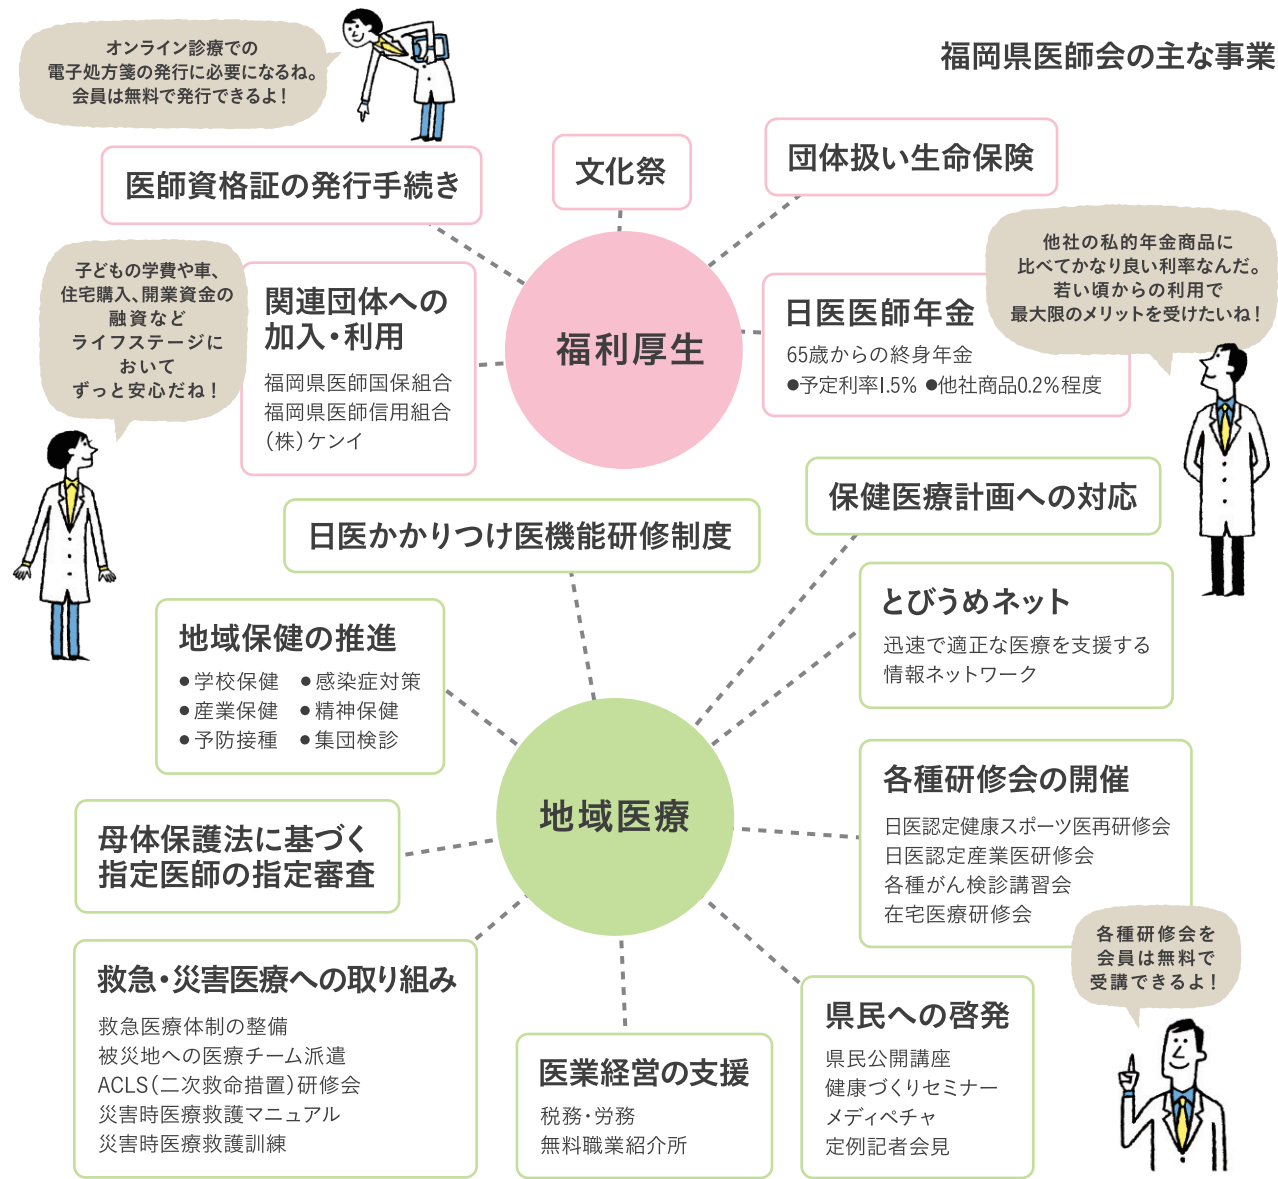 福岡県医師会の主な事業
オンライン診療での
電子処方箋の発行に必要になるね。
会員は無料で発行できるよ!
医師資格証の発行手続き
文化祭
団体扱い生命保険
子どもの学費や車、
住宅購入、開業資金の
融資など
ライフステージに
おいて
ずっと安心だね!
関連団体への
加入・利用
福岡県医師国保組合
福岡県医師信用組合
(株)ケンイ
福利厚生
日医医師年金
65歳からの終身年金
●予定利率1.5% ●他社商品0.2%程度
他社の私的年金商品に
比べてかなり良い利率なんだ。
若い頃からの利用で
最大限のメリットを受けたいね!
日医かかりつけ医機能研修制度
保健医療計画への対応
とびうめネット
迅速で適正な医療を支援する
情報ネットワーク
地域保健の推進
●学校保健 ●感染症対策
●産業保健 ●精神保健
●予防接種 ●集団検診
地域医療
各種研修会の開催
日医認定健康スポーツ医再研修会
日医認定産業医研修会
各種がん検診講習会
在宅医療研修会
各種研修会を
会員は無料で
受講できるよ!
母体保護法に基づく
指定医師の指定審査
救急・災害医療への取り組み
救急医療体制の整備
被災地への医療チーム派遣
ACLS(二次救命措置)研修会
災害時医療救護マニュアル
災害時医療救護訓練
医業経営の支援
税務・労務
無料職業紹介所
県民への啓発
県民公開講座
健康づくりセミナー
メディペチャ
定例記者会見